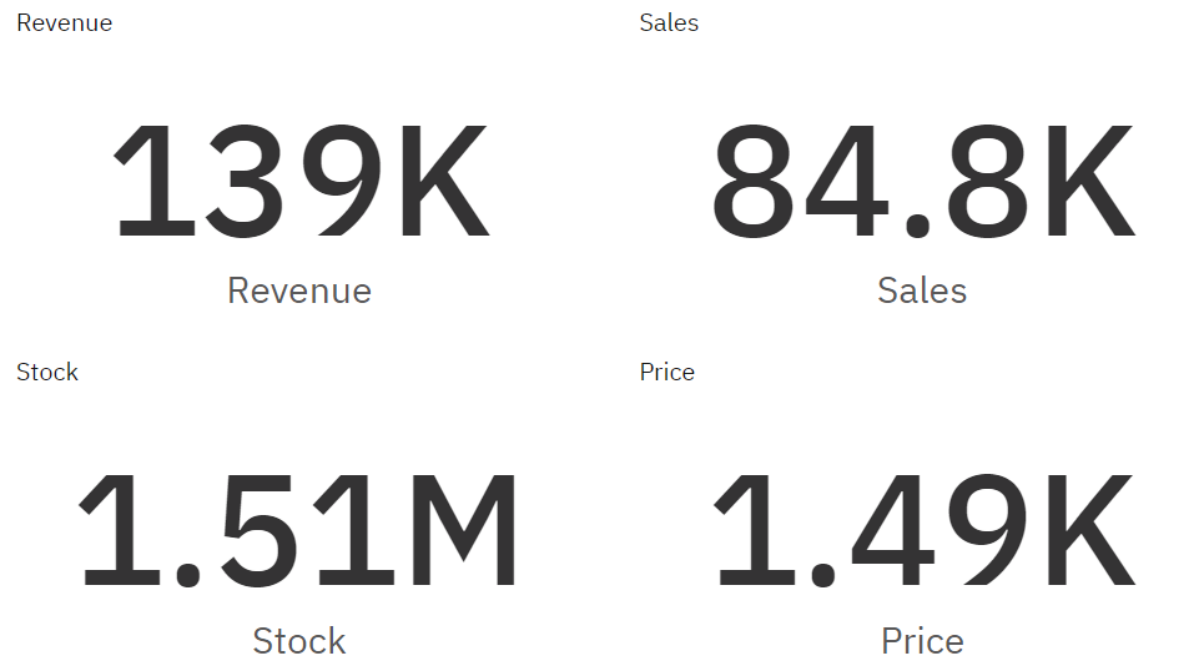 Revenue
Sales
139K
84.8K
Revenue
Sales
Stock
Price
1.51M
1.49K
Stock
Price